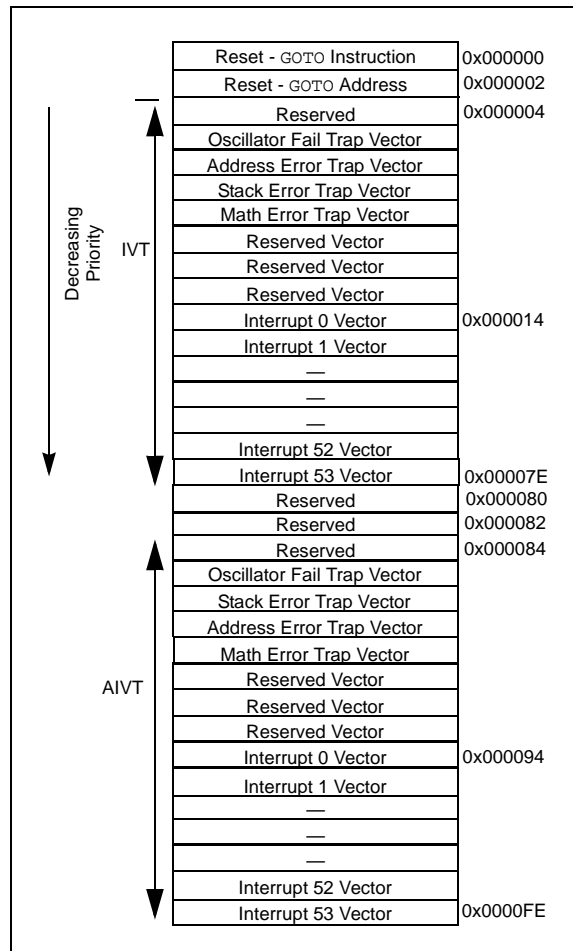 Reset - GOTO Instruction 0x000000
Reset - GOTO Address 0x000002
Reserved 0x000004
Oscillator Fail Trap Vector
Address Error Trap Vector
Stack Error Trap Vector
Math Error Trap Vector
Reserved Vector
Reserved Vector
Reserved Vector
Interrupt 0 Vector 0x000014
Interrupt 1 Vector
—
—
—
Interrupt 52 Vector
Interrupt 53 Vector 0x00007E
Reserved 0x000080
Reserved 0x000082
Reserved 0x000084
Oscillator Fail Trap Vector
Stack Error Trap Vector
Address Error Trap Vector
Math Error Trap Vector
Reserved Vector
Reserved Vector
Reserved Vector
Interrupt 0 Vector 0x000094
Interrupt 1 Vector
—
—
—
Interrupt 52 Vector
Interrupt 53 Vector 0x0000FE
Decreasing
Priority
IVT
AIVT